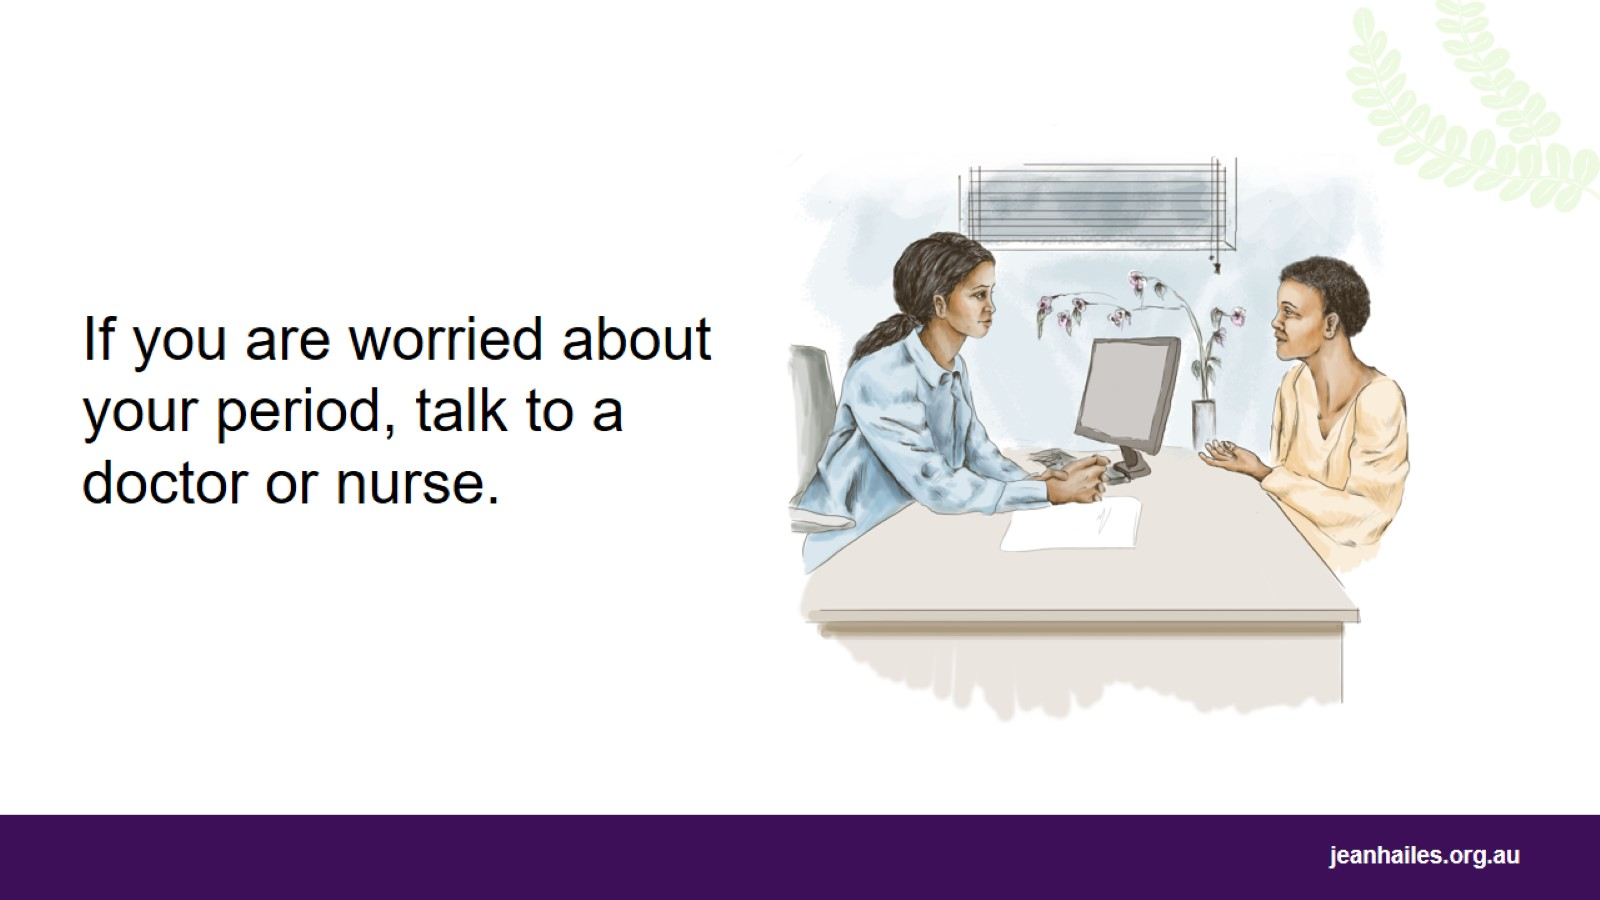 If you are worried about
your period, talk to a
doctor or nurse.
jeanhailes.org.au